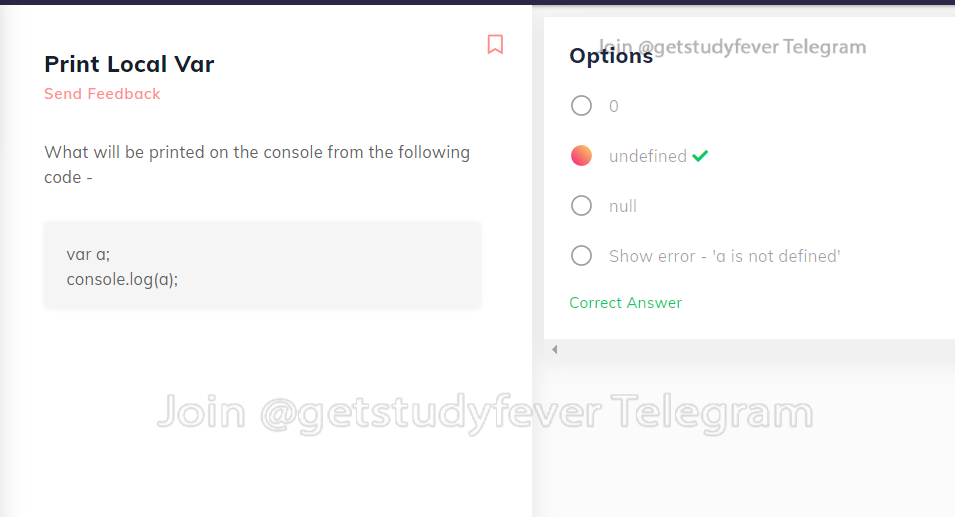 Print Local Var
Send Feedback
What will be printed on the console from the following
code -
var a;
console.log(a);
Join @getstudyfever Telegram
Options
0
undefined
null
Show error - 'a is not defined'
Correct Answer
Join @getstudyfever Telegram